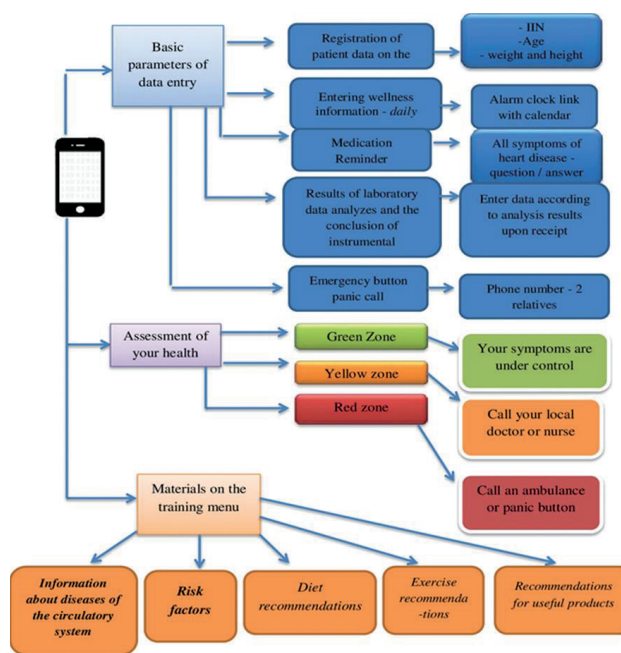 Basic
parameters of
data entry
Registration of
patient data on the
- IIN
- Age
- weight and height
Entering wellness
information - daily
Alarm clock link
with calendar
Medication
Reminder
All symptoms of
heart disease -
question / answer
Results of laboratory
data analyzes and the
conclusion of
instrumental
Enter data according
to analysis results
upon receipt
Emergency button
panic call
Phone number - 2
relatives
Assessment of
your health
Green Zone
Your symptoms are
under control
Yellow zone
Call your local
doctor or nurse
Red zone
Call an ambulance
or panic button
Materials on the
training menu
Information
about diseases of
the circulatory
system
Risk
factors
Diet
recommendations
Exercise
recommenda
-tions
Recommendations
for useful products